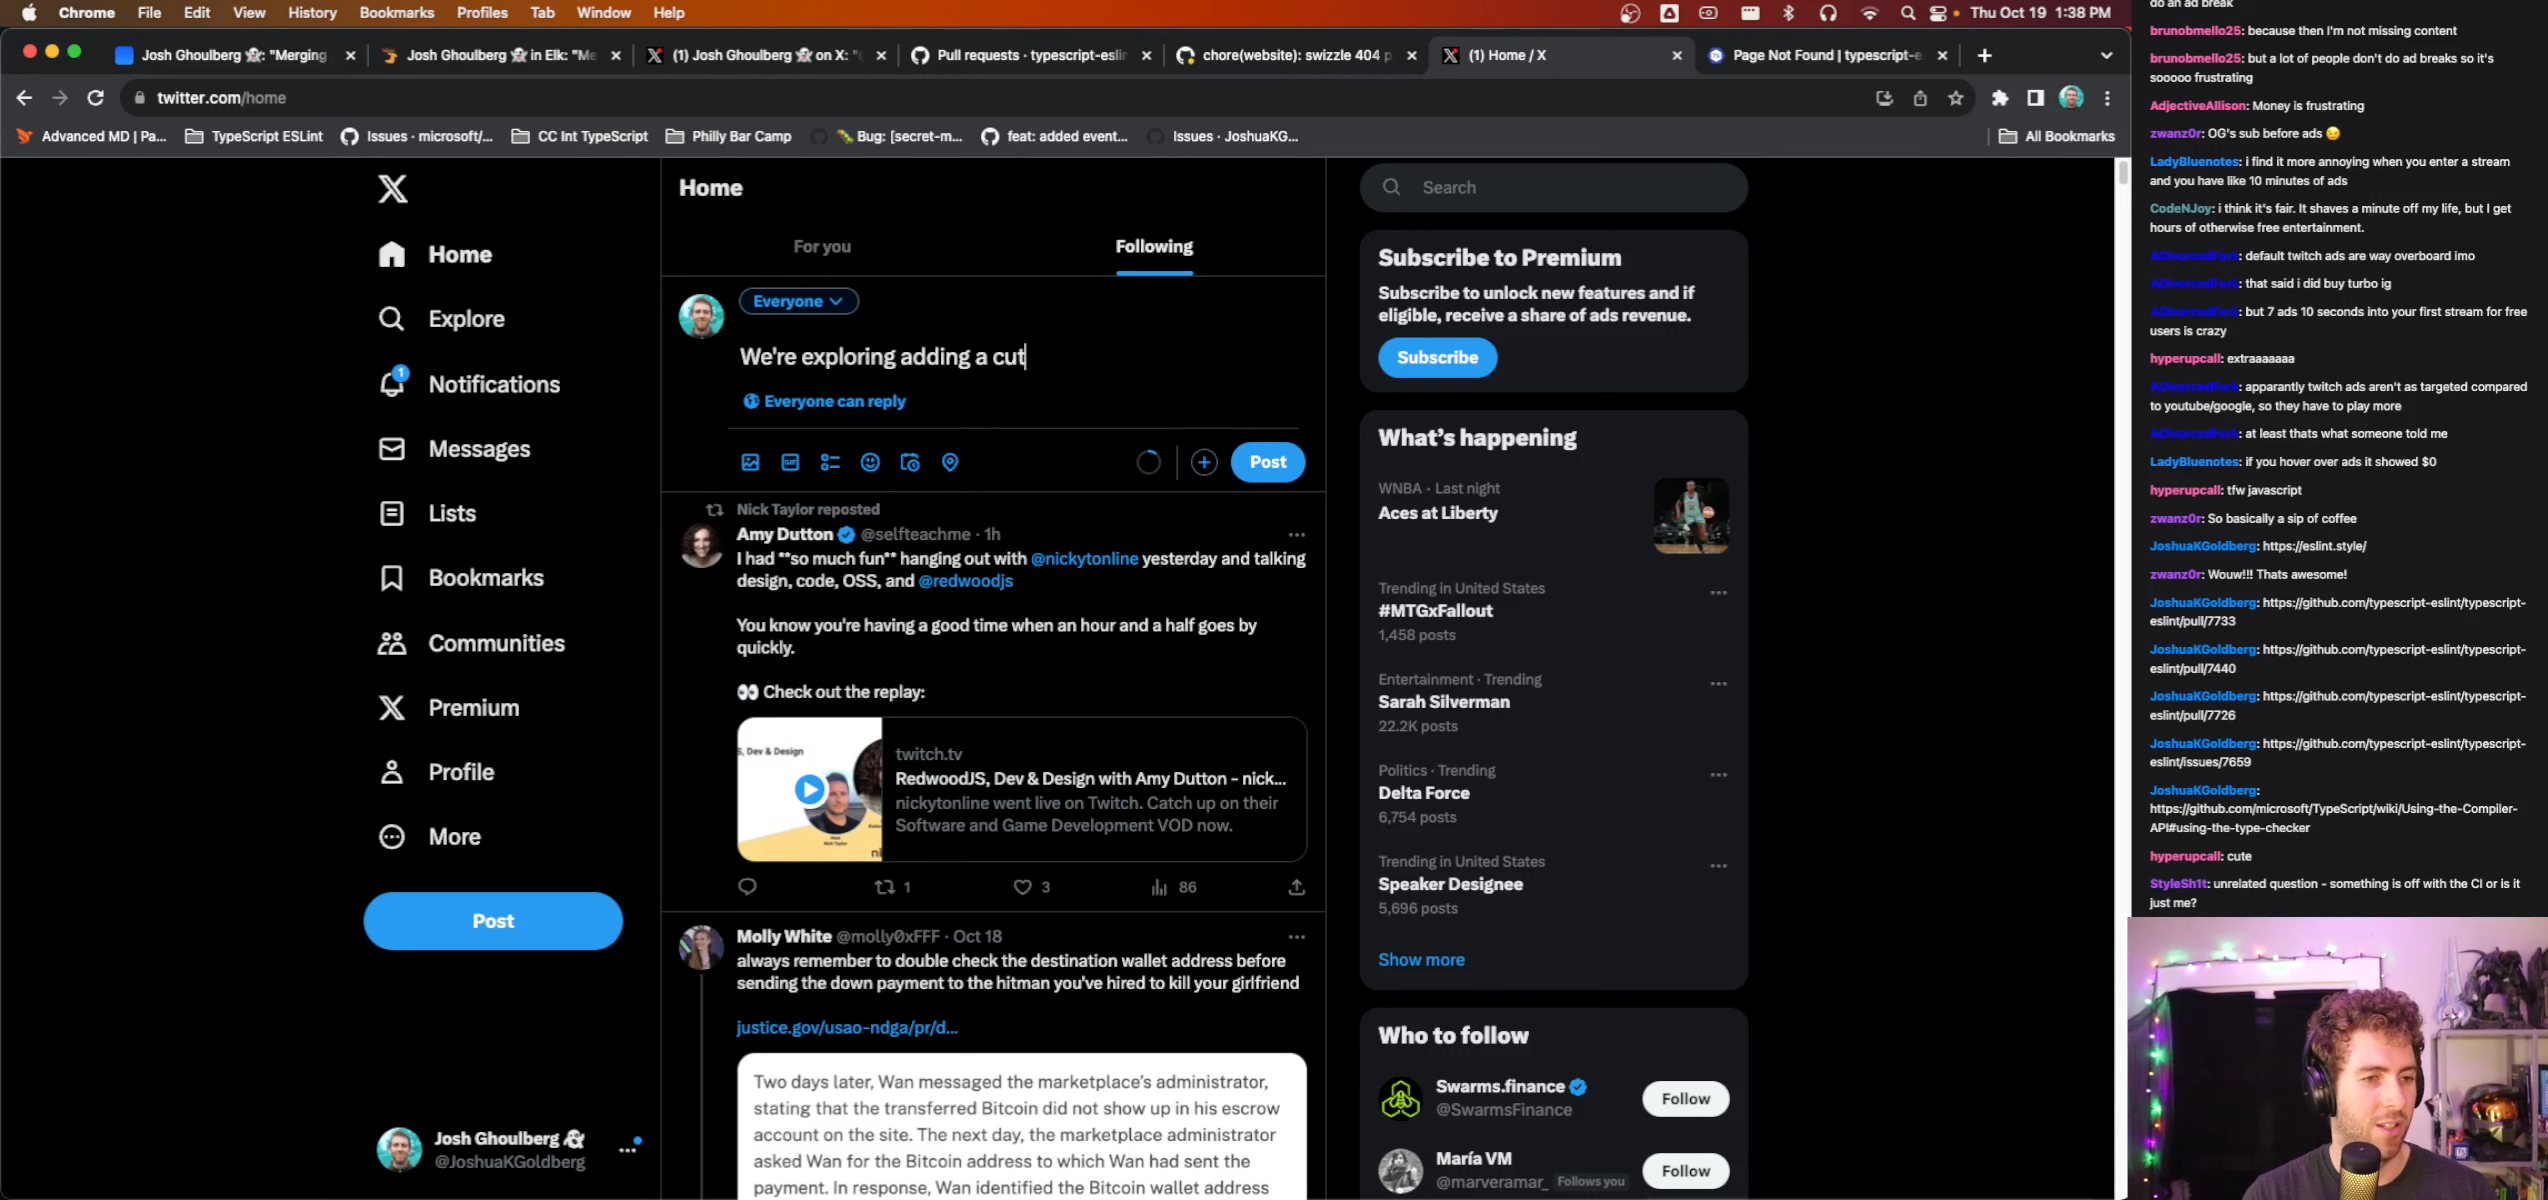 Chrome File Edit View History Bookmarks Profiles Tab Window Help
Thu Oct 19 1:38 PM
Josh Ghoulberg 👻: "Merging
Josh Ghoulberg 👻 in Elk: "Me
(1) Josh Ghoulberg 👻 on X: "
Pull requests · typescript-eslin
chore(website): swizzle 404 p
(1) Home / X
Page Not Found | typescript-e
twitter.com/home
Advanced MD | Pa...
TypeScript ESLint
Issues · microsoft/...
CC Int TypeScript
Philly Bar Camp
🐛 Bug: [secret-m...
feat: added event...
Issues · JoshuaKG...
All Bookmarks
Home
Explore
1
Notifications
Messages
Lists
Bookmarks
Communities
Premium
Profile
More
Post
Josh Ghoulberg 👻
@JoshuaKGoldberg
Home
For you
Following
Everyone
We're exploring adding a cut
Everyone can reply
GIF
Post
Nick Taylor reposted
Amy Dutton @selfteachme · 1h
I had **so much fun** hanging out with @nickytonline yesterday and talking
design, code, OSS, and @redwoodjs
You know you're having a good time when an hour and a half goes by
quickly.
👀 Check out the replay:
S, Dev & Design
twitch.tv
RedwoodJS, Dev & Design with Amy Dutton - nick...
nickytonline went live on Twitch. Catch up on their
Software and Game Development VOD now.
1
3
86
Molly White @molly0xFFF · Oct 18
always remember to double check the destination wallet address before
sending the down payment to the hitman you've hired to kill your girlfriend
justice.gov/usao-ndga/pr/d...
Two days later, Wan messaged the marketplace's administrator,
stating that the transferred Bitcoin did not show up in his escrow
account on the site. The next day, the marketplace administrator
asked Wan for the Bitcoin address to which Wan had sent the
payment. In response, Wan identified the Bitcoin wallet address
Search
Subscribe to Premium
Subscribe to unlock new features and if
eligible, receive a share of ads revenue.
Subscribe
What's happening
WNBA · Last night
Aces at Liberty
Trending in United States
#MTGxFallout
1,458 posts
Entertainment · Trending
Sarah Silverman
22.2K posts
Politics · Trending
Delta Force
6,754 posts
Trending in United States
Speaker Designee
5,696 posts
Show more
Who to follow
Swarms.finance
@SwarmsFinance
Follow
María VM
@marveramar_ Follows you
Follow
do an ad break
brunobmello25: because then I'm not missing content
brunobmello25: but a lot of people don't do ad breaks so it's
sooooo frustrating
AdjectiveAllison: Money is frustrating
zwanz0r: OG's sub before ads 😉
LadyBluenotes: i find it more annoying when you enter a stream
and you have like 10 minutes of ads
CodeNJoy: i think it's fair. It shaves a minute off my life, but I get
hours of otherwise free entertainment.
ADivorcedFork: default twitch ads are way overboard imo
ADivorcedFork: that said i did buy turbo ig
ADivorcedFork: but 7 ads 10 seconds into your first stream for free
users is crazy
hyperupcall: extraaaaaaa
ADivorcedFork: apparantly twitch ads aren't as targeted compared
to youtube/google, so they have to play more
ADivorcedFork: at least thats what someone told me
LadyBluenotes: if you hover over ads it showed $0
hyperupcall: tfw javascript
zwanz0r: So basically a sip of coffee
JoshuaKGoldberg: https://eslint.style/
zwanz0r: Wouw!!! Thats awesome!
JoshuaKGoldberg: https://github.com/typescript-eslint/typescript-
eslint/pull/7733
JoshuaKGoldberg: https://github.com/typescript-eslint/typescript-
eslint/pull/7440
JoshuaKGoldberg: https://github.com/typescript-eslint/typescript-
eslint/pull/7726
JoshuaKGoldberg: https://github.com/typescript-eslint/typescript-
eslint/issues/7659
JoshuaKGoldberg:
https://github.com/microsoft/TypeScript/wiki/Using-the-Compiler-
API#using-the-type-checker
hyperupcall: cute
StyleSh1t: unrelated question - something is off with the CI or is it
just me?